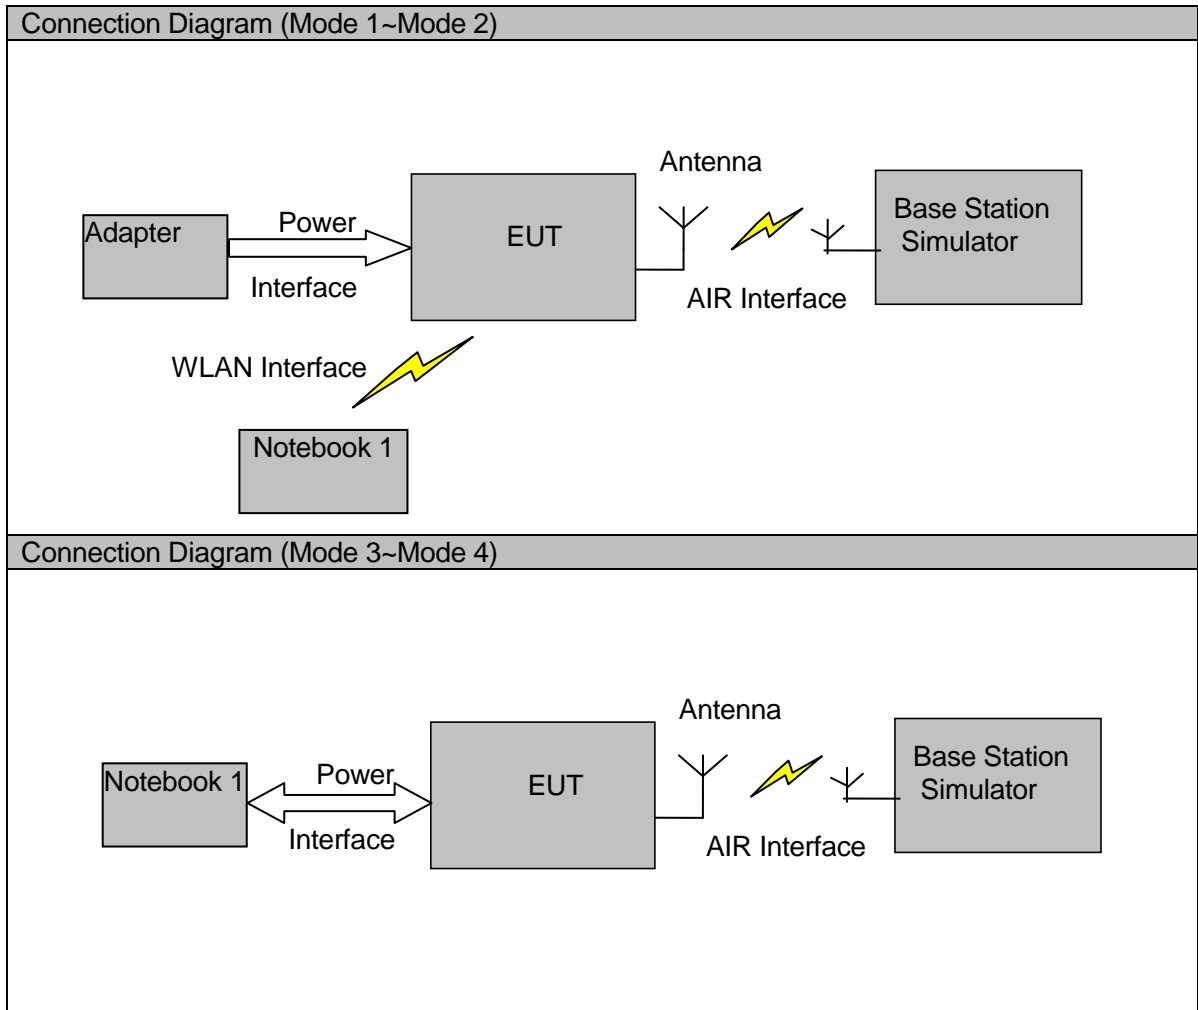 Connection Diagram (Mode 1~Mode 2)
Antenna
Adapter
Power
Interface
EUT
AIR Interface
Base Station
Simulator
WLAN Interface
Notebook 1
Connection Diagram (Mode 3~Mode 4)
Antenna
Notebook 1
Power
Interface
EUT
AIR Interface
Base Station
Simulator